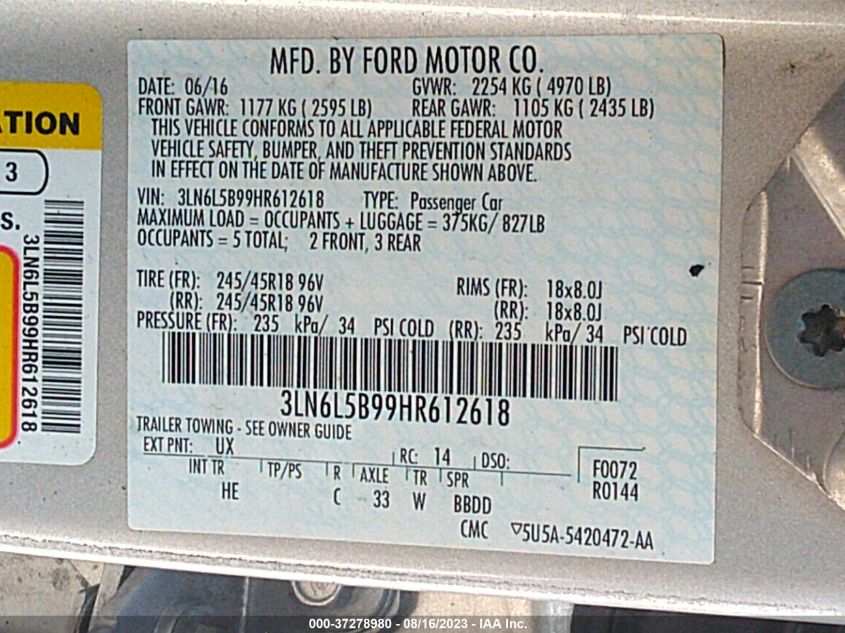 MFD. BY FORD MOTOR CO.
DATE: 06/16 GVWR: 2254 KG ( 4970 LB)
FRONT GAWR: 1177 KG ( 2595 LB) REAR GAWR: 1105 KG ( 2435 LB)
THIS VEHICLE CONFORMS TO ALL APPLICABLE FEDERAL MOTOR
VEHICLE SAFETY, BUMPER, AND THEFT PREVENTION STANDARDS
IN EFFECT ON THE DATE OF MANUFACTURE SHOWN ABOVE.
VIN: 3LN6L5B99HR612618 TYPE: Passenger Car
MAXIMUM LOAD = OCCUPANTS + LUGGAGE = 375KG/ 827LB
OCCUPANTS = 5 TOTAL; 2 FRONT, 3 REAR
TIRE (FR): 245/45R18 96V RIMS (FR): 18x8.0J
(RR): 245/45R18 96V (RR): 18x8.0J
PRESSURE (FR): 235 kPa/ 34 PSI COLD (RR): 235 kPa/ 34 PSI COLD
3LN6L5B99HR612618
TRAILER TOWING - SEE OWNER GUIDE
EXT PNT: UX RC: 14 DSO: F0072
INT TR TP/PS R AXLE TR SPR R0144
HE C 33 W BBDD
CMC ▽5U5A-5420472-AA
ATION
3
S.
3LN6L5B99HR612618
000-37278980 - 08/16/2023 - IAA Inc.